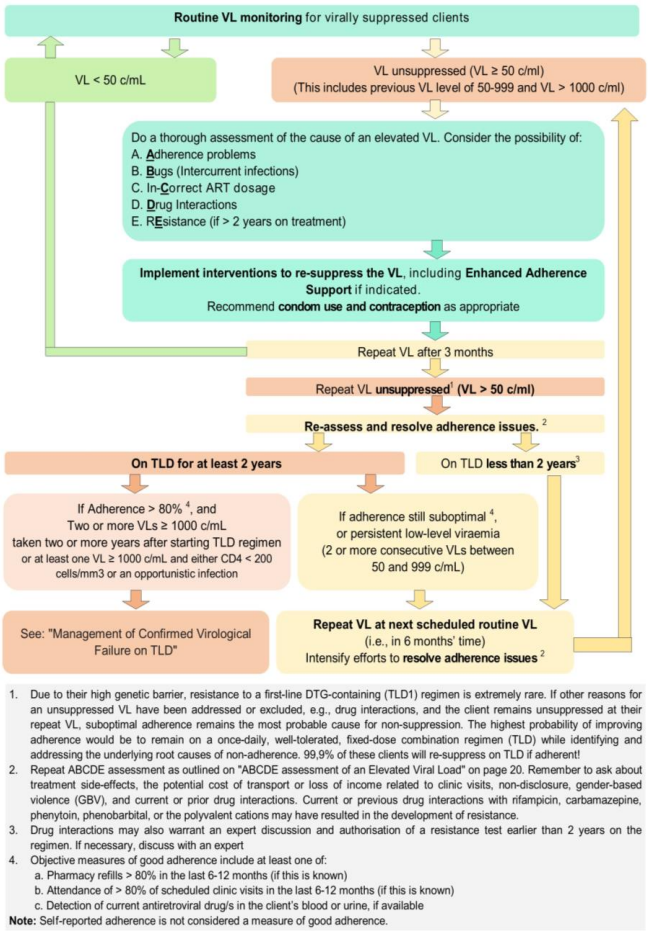 Routine VL monitoring for virally suppressed clients
VL < 50 c/mL
VL unsuppressed (VL ≥ 50 c/ml)
(This includes previous VL level of 50-999 and VL > 1000 c/ml)
Do a thorough assessment of the cause of an elevated VL. Consider the possibility of:
A. Adherence problems
B. Bugs (Intercurrent infections)
C. In-Correct ART dosage
D. Drug Interactions
E. REsistance (if > 2 years on treatment)
Implement interventions to re-suppress the VL, including Enhanced Adherence
Support if indicated.
Recommend condom use and contraception as appropriate
Repeat VL after 3 months
Repeat VL unsuppressed1 (VL > 50 c/ml)
Re-assess and resolve adherence issues. 2
On TLD for at least 2 years
On TLD less than 2 years3
If Adherence > 80% 4, and
Two or more VLs ≥ 1000 c/mL
taken two or more years after starting TLD regimen
or at least one VL ≥ 1000 c/mL and either CD4 < 200
cells/mm3 or an opportunistic infection
If adherence still suboptimal 4,
or persistent low-level viraemia
(2 or more consecutive VLs between
50 and 999 c/mL)
See: "Management of Confirmed Virological
Failure on TLD"
Repeat VL at next scheduled routine VL
(i.e., in 6 months' time)
Intensify efforts to resolve adherence issues 2
1. Due to their high genetic barrier, resistance to a first-line DTG-containing (TLD1) regimen is extremely rare. If other reasons for
an unsuppressed VL have been addressed or excluded, e.g., drug interactions, and the client remains unsuppressed at their
repeat VL, suboptimal adherence remains the most probable cause for non-suppression. The highest probability of improving
adherence would be to remain on a once-daily, well-tolerated, fixed-dose combination regimen (TLD) while identifying and
addressing the underlying root causes of non-adherence. 99,9% of these clients will re-suppress on TLD if adherent!
2. Repeat ABCDE assessment as outlined on "ABCDE assessment of an Elevated Viral Load" on page 20. Remember to ask about
treatment side-effects, the potential cost of transport or loss of income related to clinic visits, non-disclosure, gender-based
violence (GBV), and current or prior drug interactions. Current or previous drug interactions with rifampicin, carbamazepine,
phenytoin, phenobarbital, or the polyvalent cations may have resulted in the development of resistance.
3. Drug interactions may also warrant an expert discussion and authorisation of a resistance test earlier than 2 years on the
regimen. If necessary, discuss with an expert
4. Objective measures of good adherence include at least one of:
a. Pharmacy refills > 80% in the last 6-12 months (if this is known)
b. Attendance of > 80% of scheduled clinic visits in the last 6-12 months (if this is known)
c. Detection of current antiretroviral drug/s in the client's blood or urine, if available
Note: Self-reported adherence is not considered a measure of good adherence.